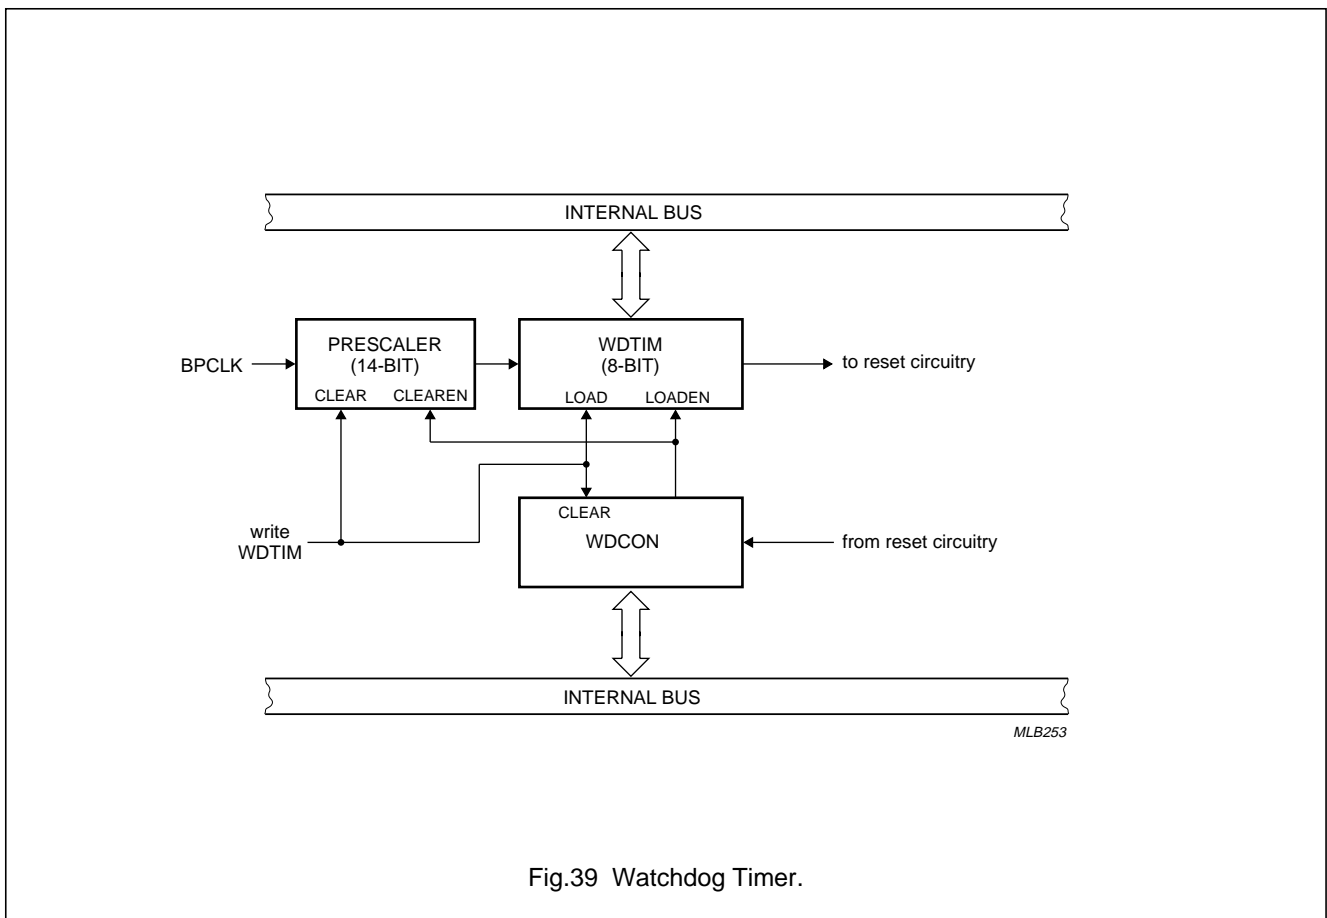 INTERNAL BUS
PRESCALER
(14-BIT)
CLEAR CLEAREN
WDTIM
(8-BIT)
LOAD LOADEN
BPCLK
to reset circuitry
CLEAR
WDCON
write
WDTIM
from reset circuitry
INTERNAL BUS
MLB253
Fig.39 Watchdog Timer.